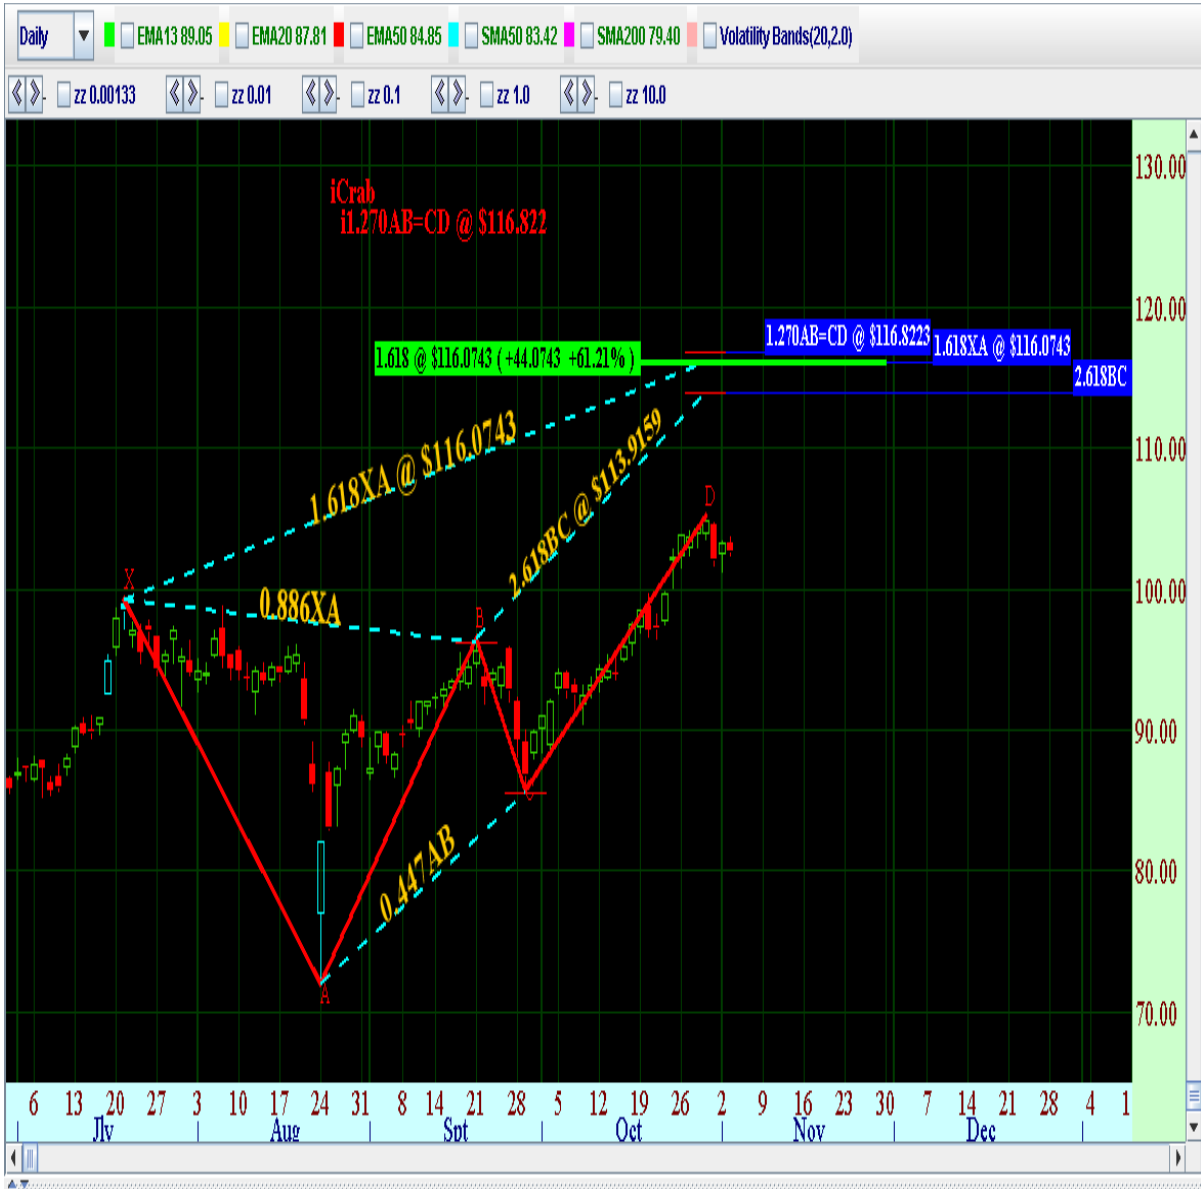 Daily EMA13 89.05 EMA20 87.81 EMA50 84.85 SMA50 83.42 SMA200 79.40 Volatility Bands(20,2.0)
zz 0.00133 zz 0.01 zz 0.1 zz 1.0 zz 10.0
130.00
iCrab
i1.270AB=CD @ $116.822
120.00
1.270AB=CD @ $116.8223
1.618XA @ $116.0743
1.618 @ $116.0743 ( +44.0743 +61.21% )
2.618BC
110.00
1.618XA @ $116.0743
2.618BC @ $113.9159
D
100.00
X
0.886XA
B
90.00
C
80.00
0.447AB
A
70.00
6 13 20 27 3 10 17 24 31 8 14 21 28 5 12 19 26 2 9 16 23 30 7 14 21 28 4 1
Jly Aug Spt Oct Nov Dec